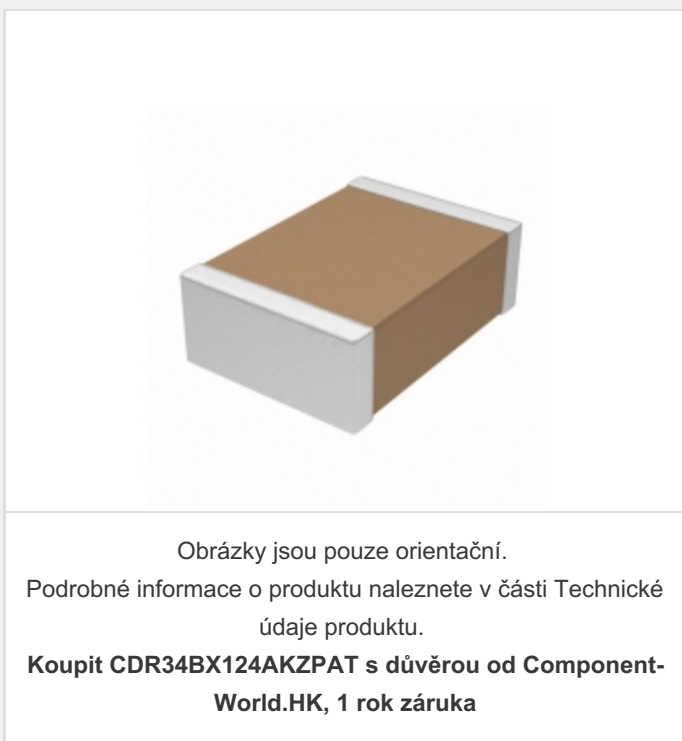 Obrázky jsou pouze orientační.
Podrobné informace o produktu naleznete v části Technické
údaje produktu.
Koupit CDR34BX124AKZPAT s důvěrou od Component-
World.HK, 1 rok záruka